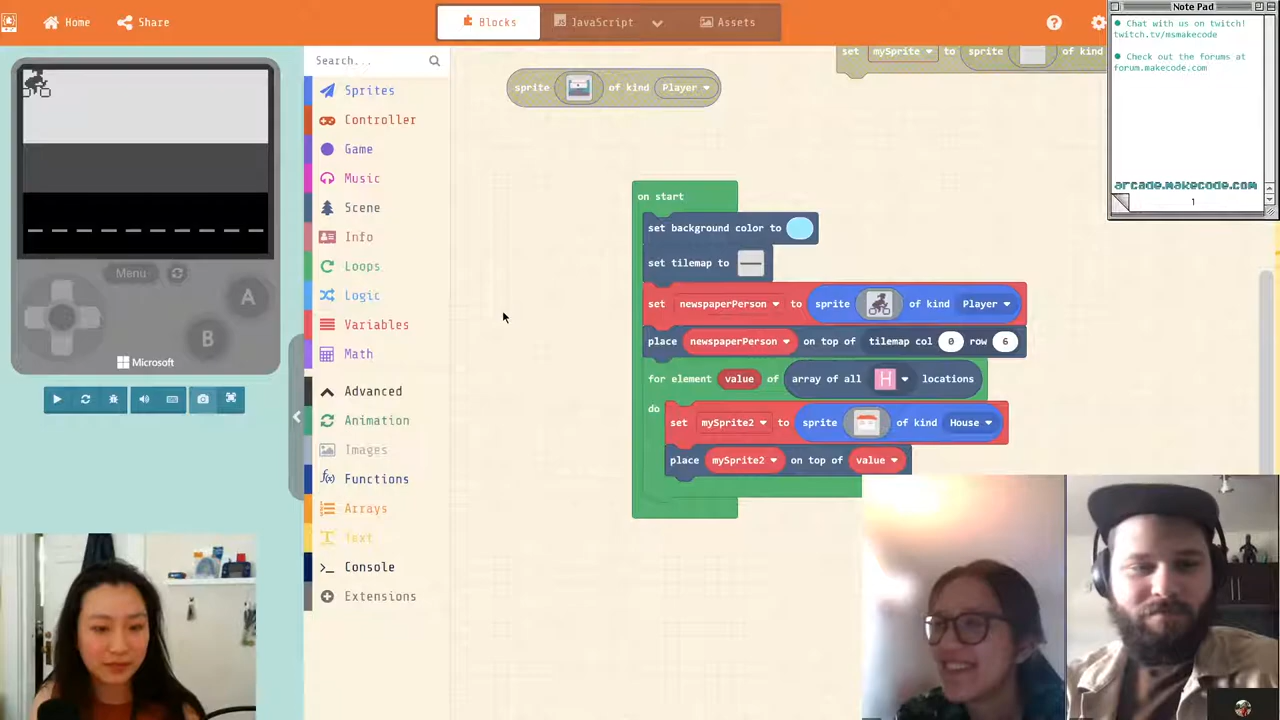 Home
Share
Blocks
JavaScript
Assets
Note Pad
Chat with us on twitch!
twitch.tv/msmakecode
Check out the forums at
forum.makecode.com
arcade.makecode.com
1
Menu
A
B
Microsoft
Search...
Sprites
Controller
Game
Music
Scene
Info
Loops
Logic
Variables
Math
Advanced
Animation
Images
Functions
Arrays
Text
Console
Extensions
set mySprite to sprite of kind
sprite of kind Player
on start
set background color to
set tilemap to
set newspaperPerson to sprite of kind Player
place newspaperPerson on top of tilemap col 0 row 6
for element value of array of all H locations
do
set mySprite2 to sprite of kind House
place mySprite2 on top of value